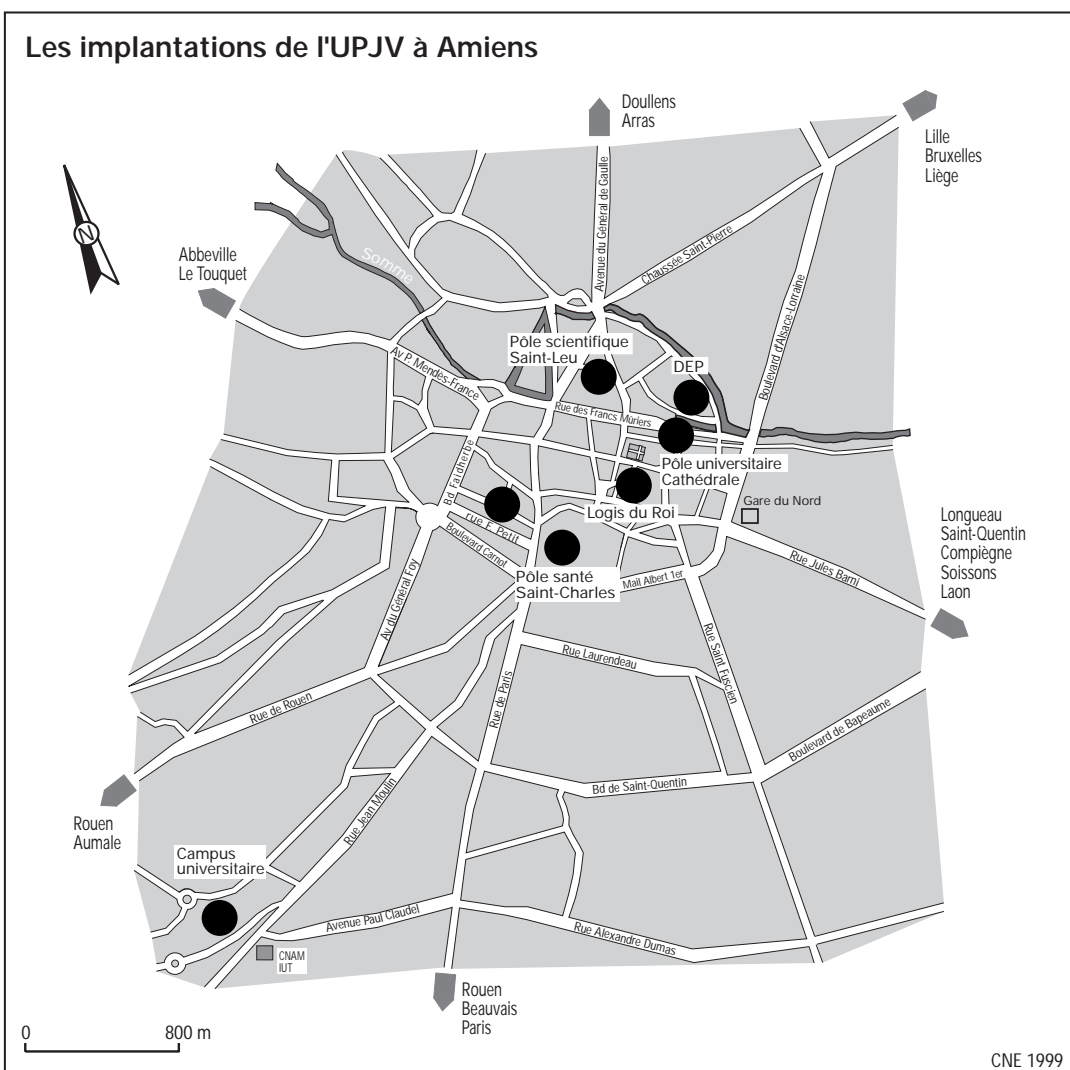 Les implantations de l'UPJV à Amiens
Doullens
Arras
Lille
Bruxelles
Liège
N
Abbeville
Le Touquet
Somme
Avenue du Général de Gaulle
Chaussée Saint-Pierre
Boulevard d'Alsace-Lorraine
Pôle scientifique
Saint-Leu
DEP
Av P. Mendès-France
Rue des Francs Mûriers
Bd Faidherbe
Pôle universitaire
Cathédrale
Logis du Roi
Gare du Nord
rue F. Petit
Boulevard Carnot
Pôle santé
Saint-Charles
Mail Albert 1er
Rue Jules Barni
Longueau
Saint-Quentin
Compiègne
Soissons
Laon
Av du Général Foy
Rue Laurendeau
Rue Saint Fuscien
Rue de Paris
Rue de Rouen
Boulevard de Bapeaume
Bd de Saint-Quentin
Rue Jean Moulin
Rouen
Aumale
Campus
universitaire
Avenue Paul Claudel
Rue Alexandre Dumas
CNAM
IUT
Rouen
Beauvais
Paris
0 800 m
CNE 1999